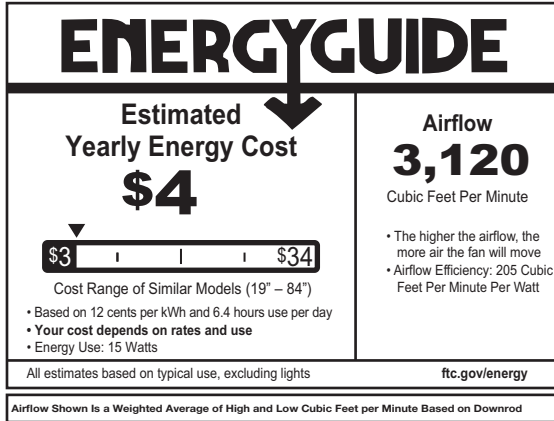 ENERGYGUIDE
Estimated
Yearly Energy Cost
$4
$3 $34
Cost Range of Similar Models (19” – 84”)
• Based on 12 cents per kWh and 6.4 hours use per day
• Your cost depends on rates and use
• Energy Use: 15 Watts
Airflow
3,120
Cubic Feet Per Minute
• The higher the airflow, the
more air the fan will move
• Airflow Efficiency: 205 Cubic
Feet Per Minute Per Watt
All estimates based on typical use, excluding lights
ftc.gov/energy
Airflow Shown Is a Weighted Average of High and Low Cubic Feet per Minute Based on Downrod